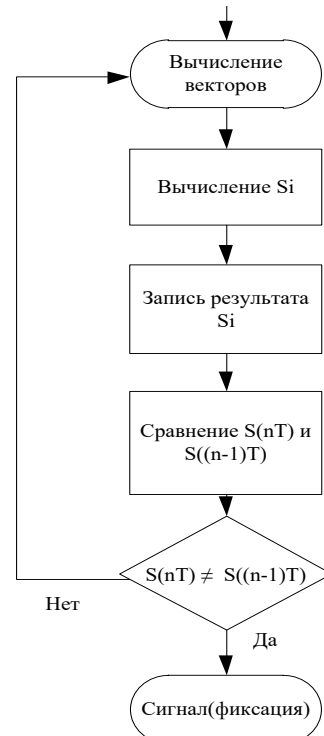 Вычисление
векторов
Вычисление Si
Запись результата
Si
Сравнение S(nT) и
S((n-1)T)
S(nT) ≠ S((n-1)T)
Нет
Да
Сигнал(фиксация)